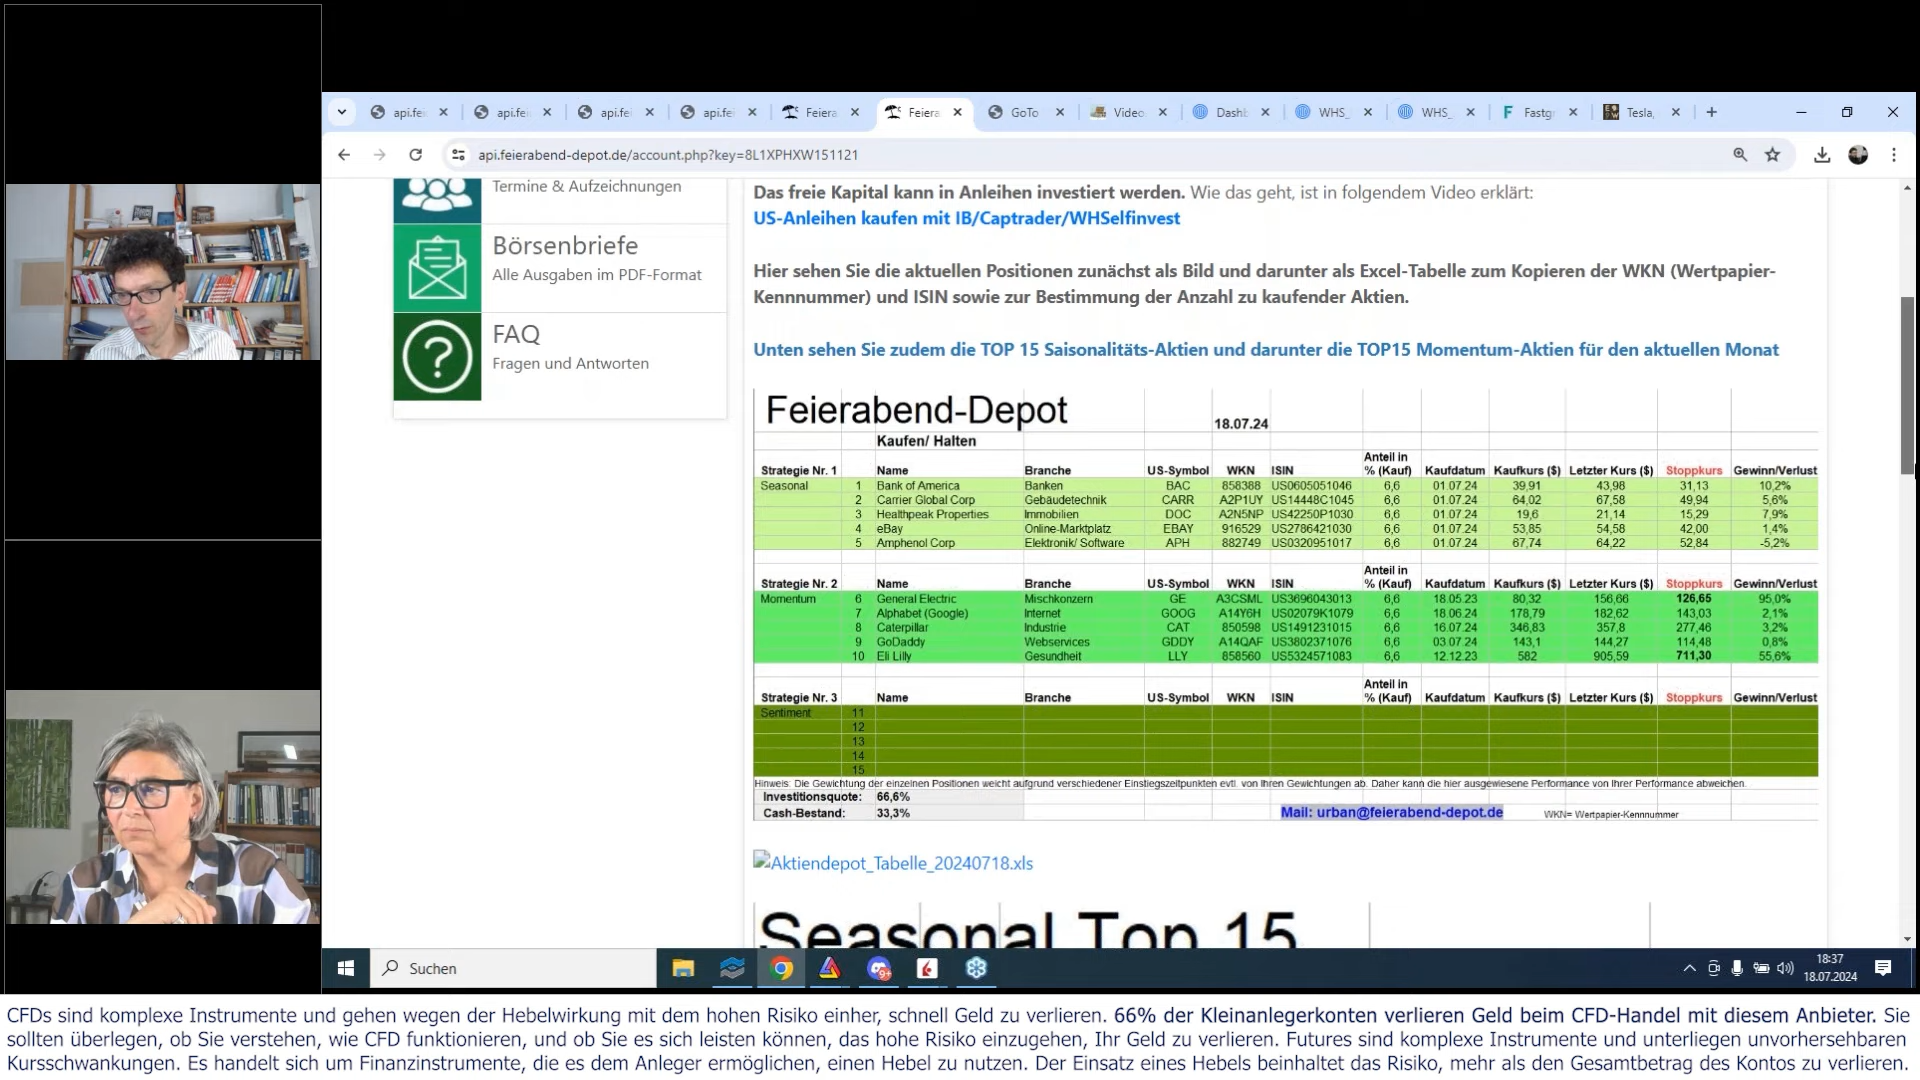 api.fei
api.fei
api.fei
api.fei
Feiera
Feiera
GoTo
Video
Dashb
WHS_
WHS_
Fastgr
Tesla,
api.feierabend-depot.de/account.php?key=8L1XPHXW151121
Termine & Aufzeichnungen
Börsenbriefe
Alle Ausgaben im PDF-Format
FAQ
Fragen und Antworten
Das freie Kapital kann in Anleihen investiert werden. Wie das geht, ist in folgendem Video erklärt:
US-Anleihen kaufen mit IB/Captrader/WHSelfinvest
Hier sehen Sie die aktuellen Positionen zunächst als Bild und darunter als Excel-Tabelle zum Kopieren der WKN (Wertpapier-
Kennnummer) und ISIN sowie zur Bestimmung der Anzahl zu kaufender Aktien.
Unten sehen Sie zudem die TOP 15 Saisonalitäts-Aktien und darunter die TOP15 Momentum-Aktien für den aktuellen Monat
Feierabend-Depot 18.07.24
Kaufen/ Halten
Strategie Nr. 1 Name Branche US-Symbol WKN ISIN Anteil in % (Kauf) Kaufdatum Kaufkurs ($) Letzter Kurs ($) Stoppkurs Gewinn/Verlust
Seasonal 1 Bank of America Banken BAC 858388 US0605051046 6,6 01.07.24 39,91 43,98 31,13 10,2%
2 Carrier Global Corp Gebäudetechnik CARR A2P1UY US14448C1045 6,6 01.07.24 64,02 67,58 49,94 5,6%
3 Healthpeak Properties Immobilien DOC A2N5NP US42250P1030 6,6 01.07.24 19,6 21,14 15,29 7,9%
4 eBay Online-Marktplatz EBAY 916529 US2786421030 6,6 01.07.24 53,85 54,58 42,00 1,4%
5 Amphenol Corp Elektronik/ Software APH 882749 US0320951017 6,6 01.07.24 67,74 64,22 52,84 -5,2%
Strategie Nr. 2 Name Branche US-Symbol WKN ISIN Anteil in % (Kauf) Kaufdatum Kaufkurs ($) Letzter Kurs ($) Stoppkurs Gewinn/Verlust
Momentum 6 General Electric Mischkonzern GE A3CSML US3696043013 6,6 18.05.23 80,32 156,66 126,65 95,0%
7 Alphabet (Google) Internet GOOG A14Y6H US02079K1079 6,6 18.06.24 178,79 182,62 143,03 2,1%
8 Caterpillar Industrie CAT 850598 US1491231015 6,6 16.07.24 346,83 357,8 277,46 3,2%
9 GoDaddy Webservices GDDY A14QAF US3802371076 6,6 03.07.24 143,1 144,27 114,48 0,8%
10 Eli Lilly Gesundheit LLY 858560 US5324571083 6,6 12.12.23 582 905,59 711,30 55,6%
Strategie Nr. 3 Name Branche US-Symbol WKN ISIN Anteil in % (Kauf) Kaufdatum Kaufkurs ($) Letzter Kurs ($) Stoppkurs Gewinn/Verlust
Sentiment 11
12
13
14
15
Hinweis: Die Gewichtung der einzelnen Positionen weicht aufgrund verschiedener Einstiegszeitpunkten evtl. von Ihren Gewichtungen ab. Daher kann die hier ausgewiesene Performance von Ihrer Performance abweichen.
Investitionsquote: 66,6%
Cash-Bestand: 33,3% Mail: urban@feierabend-depot.de WKN= Wertpapier-Kennnummer
Aktiendepot_Tabelle_20240718.xls
Seasonal Top 15
Suchen
9+
18:37
18.07.2024
CFDs sind komplexe Instrumente und gehen wegen der Hebelwirkung mit dem hohen Risiko einher, schnell Geld zu verlieren. 66% der Kleinanlegerkonten verlieren Geld beim CFD-Handel mit diesem Anbieter. Sie
sollten überlegen, ob Sie verstehen, wie CFD funktionieren, und ob Sie es sich leisten können, das hohe Risiko einzugehen, Ihr Geld zu verlieren. Futures sind komplexe Instrumente und unterliegen unvorhersehbaren
Kursschwankungen. Es handelt sich um Finanzinstrumente, die es dem Anleger ermöglichen, einen Hebel zu nutzen. Der Einsatz eines Hebels beinhaltet das Risiko, mehr als den Gesamtbetrag des Kontos zu verlieren.